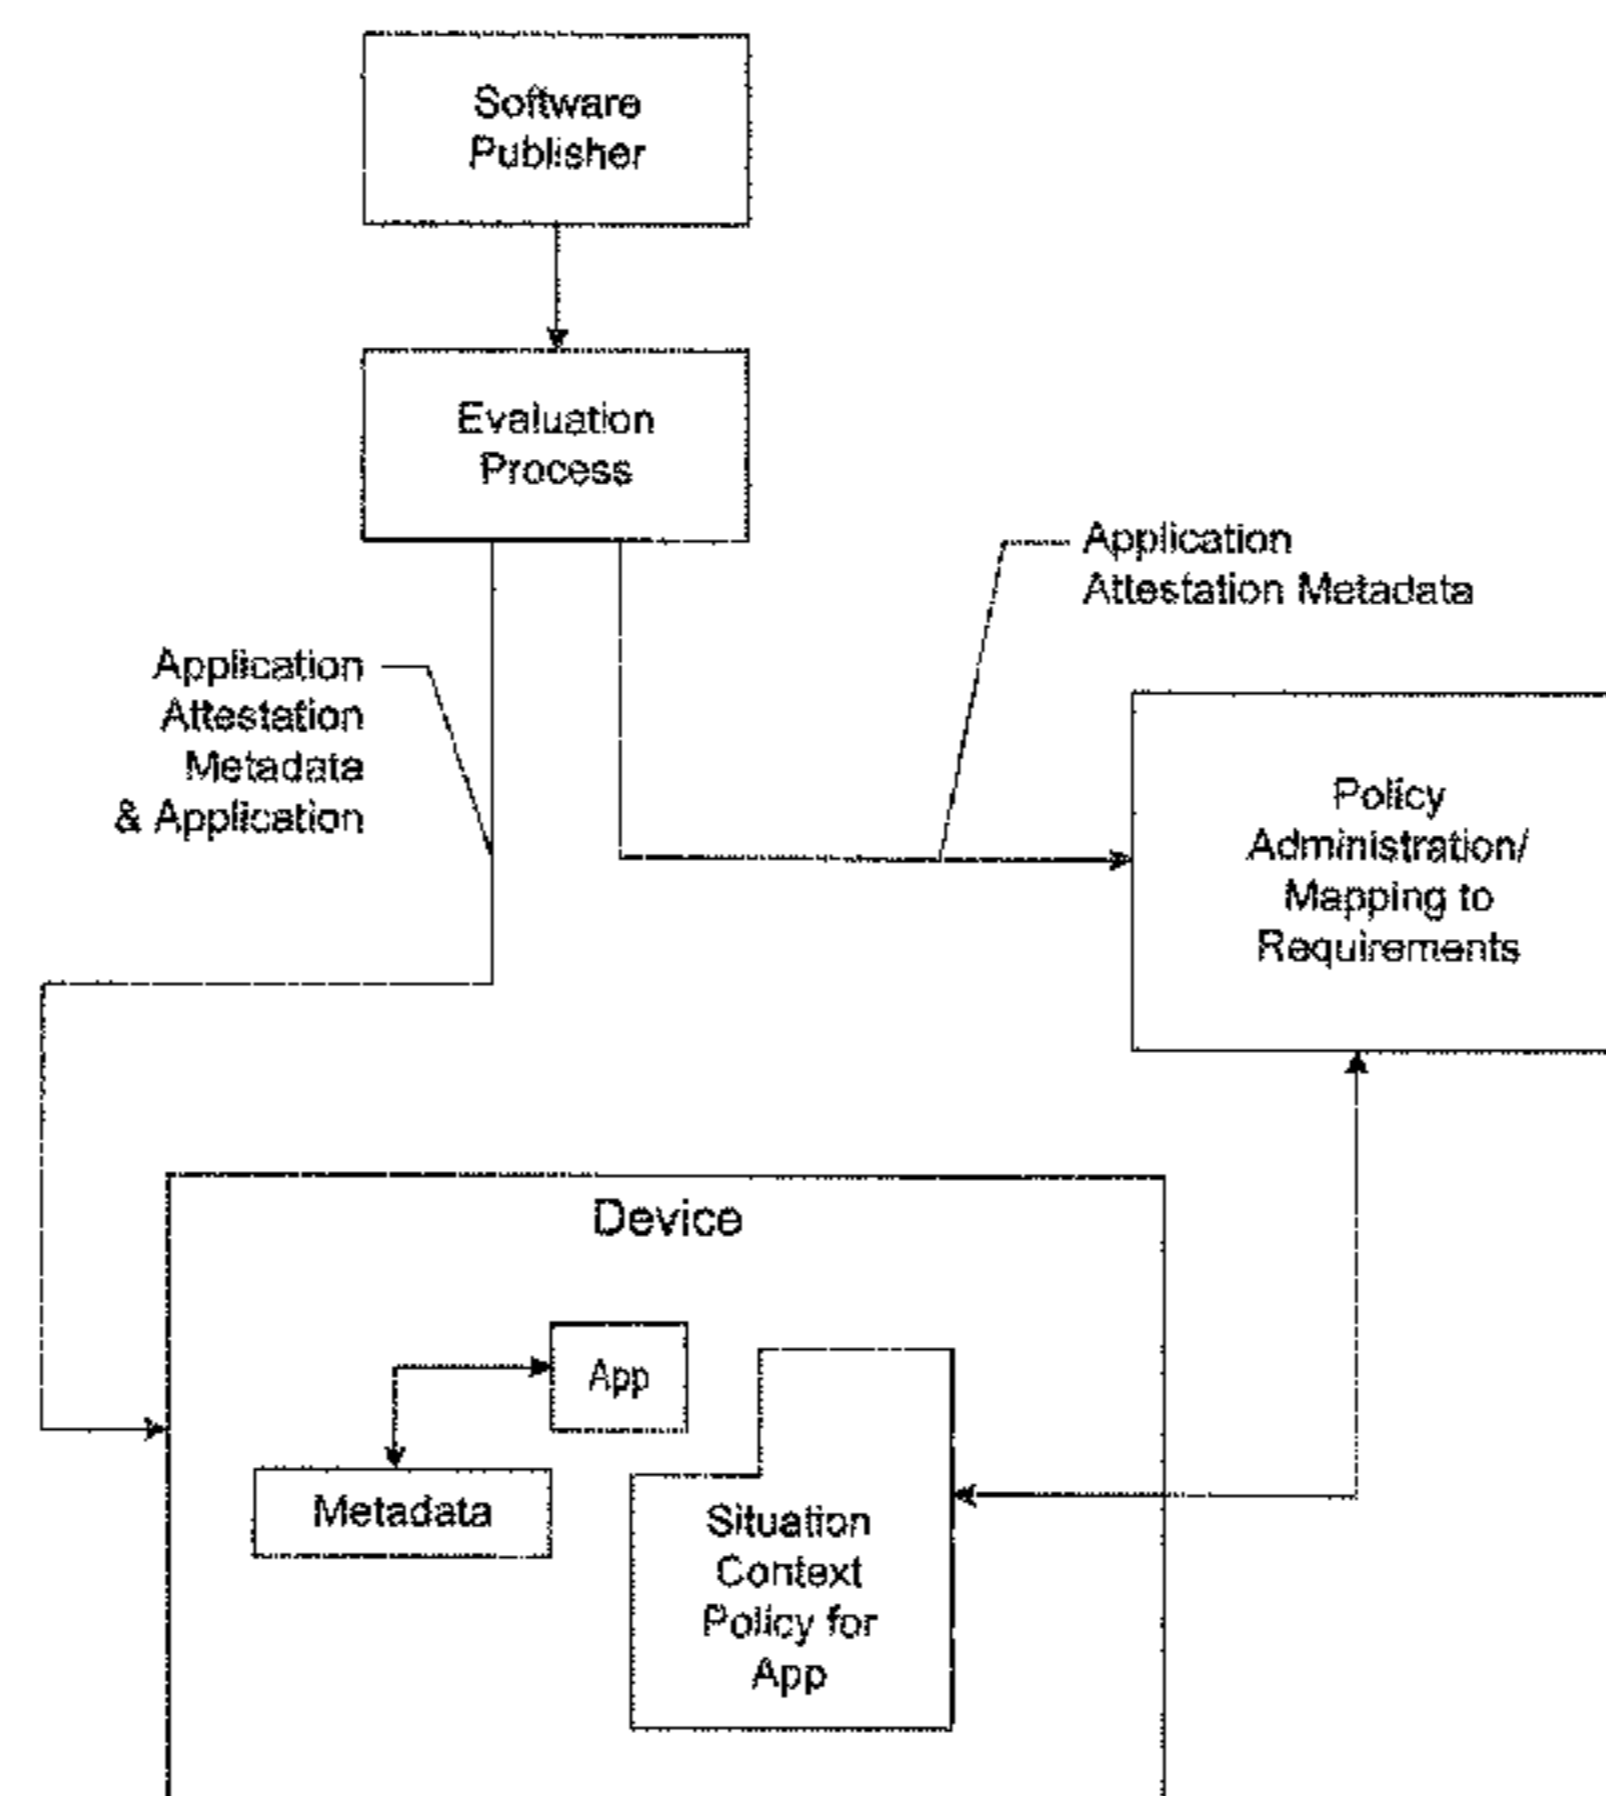 Software
Publisher
Evaluation
Process
Application
Attestation Metadata
Application
Attestation
Metadata
& Application
Policy
Administration/
Mapping to
Requirements
Device
App
Metadata
Situation
Context
Policy for
App